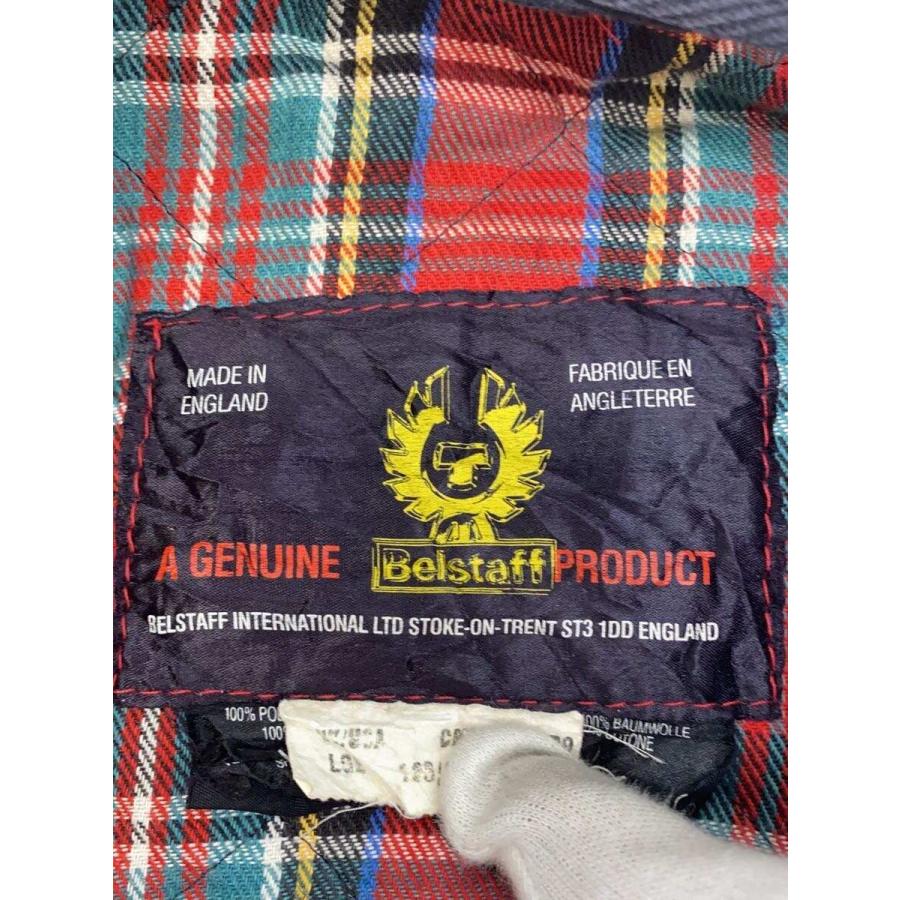 MADE IN
ENGLAND
FABRIQUE EN
ANGLETERRE
T
A GENUINE Belstaff PRODUCT
BELSTAFF INTERNATIONAL LTD STOKE-ON-TRENT ST3 1DD ENGLAND
100%
100% BAUMWOLLE
100%